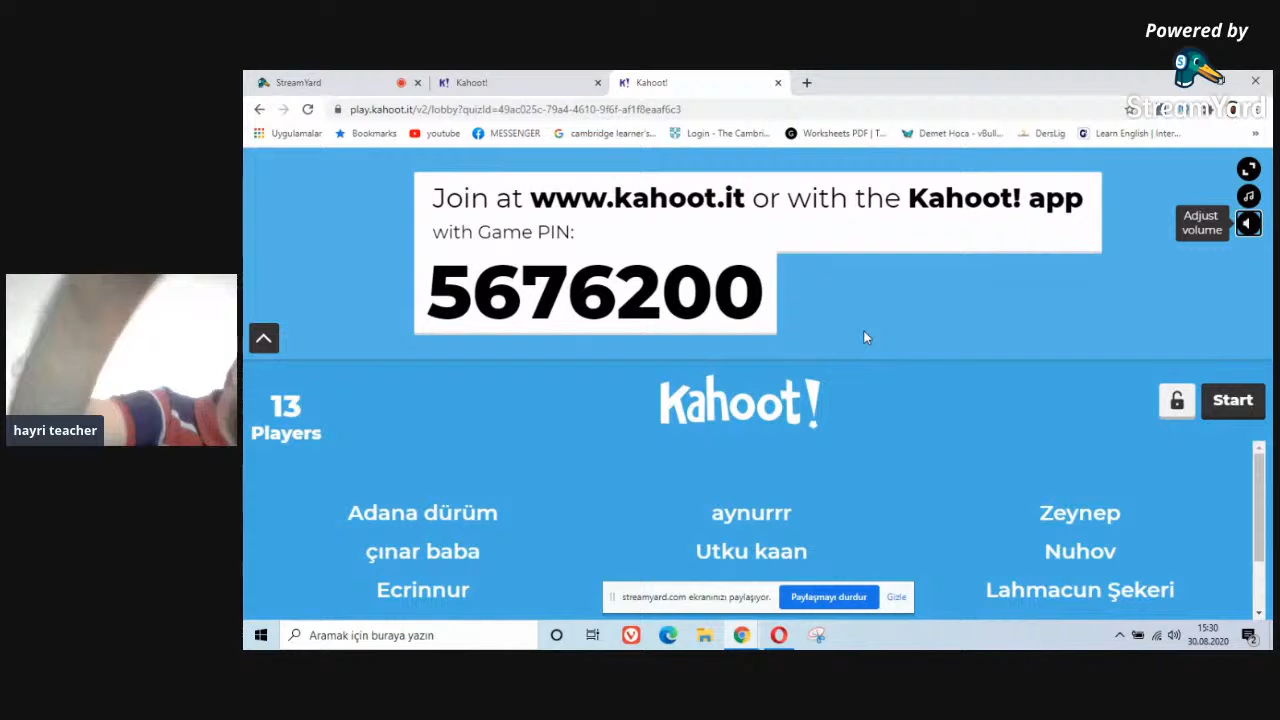 Powered by
StreamYard
StreamYard
Kahoot!
Kahoot!
play.kahoot.it/v2/lobby?quizId=49ac025c-79a4-4610-9f6f-af1f8eaaf6c3
Uygulamalar Bookmarks youtube MESSENGER cambridge learner's... Login - The Cambri... Worksheets PDF | T... Demet Hoca - vBull... DersLig Learn English | Inter... »
Join at www.kahoot.it or with the Kahoot! app
with Game PIN:
5676200
Adjust
volume
hayri teacher
13
Players
Kahoot!
Start
Adana dürüm aynurrr Zeynep
çınar baba Utku kaan Nuhov
Ecrinnur Lahmacun Şekeri
streamyard.com ekranınızı paylaşıyor. Paylaşmayı durdur Gizle
Aramak için buraya yazın
15:30
30.08.2020
2